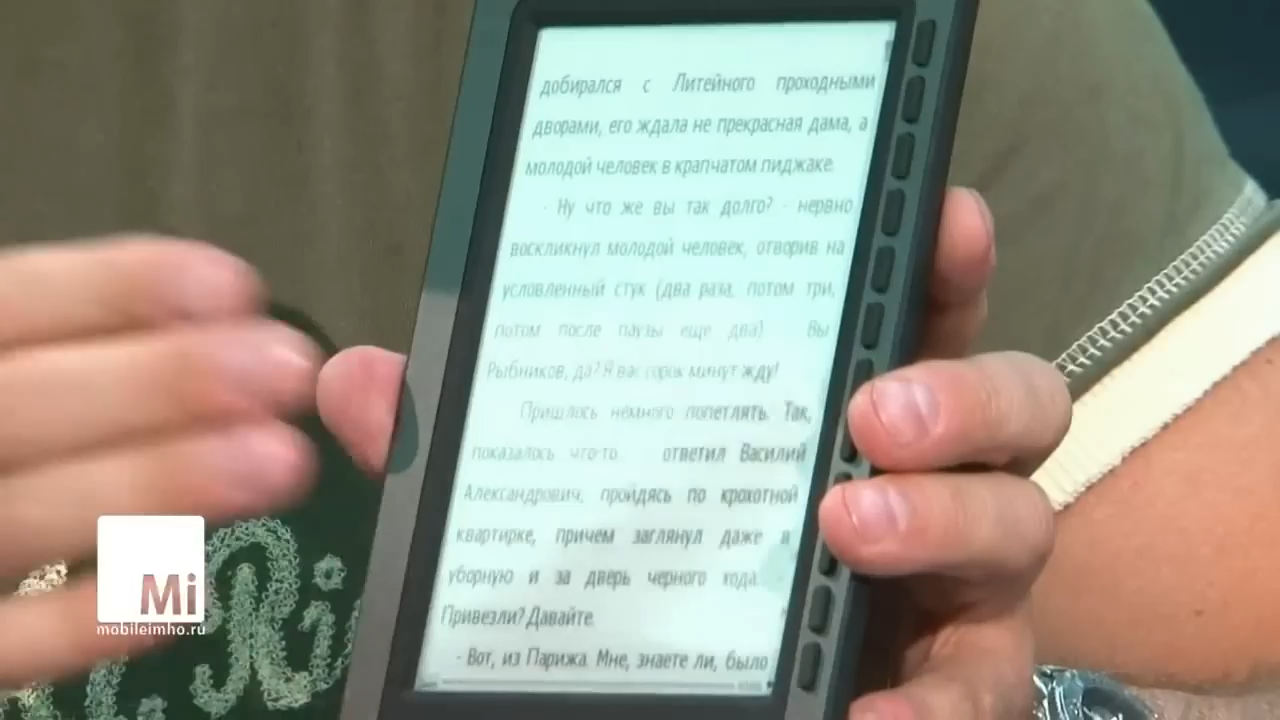 добирался с Литейного проходными
дворами, его ждала не прекрасная дама, а
молодой человек в крапчатом пиджаке.
- Ну что же вы так долго? - нервно
воскликнул молодой человек, отворив на
условленный стук (два раза, потом три,
потом после паузы еще два). Вы
Рыбников, да? Я вас сорок минут жду!
Пришлось немного попетлять. Так,
показалось что-то... ответил Василий
Александрович, пройдясь по крохотной
квартирке, причем заглянул даже в
уборную и за дверь черного хода. -
Привезли? Давайте.
- Вот, из Парижа. Мне, знаете ли, было
Mi
mobileimho.ru